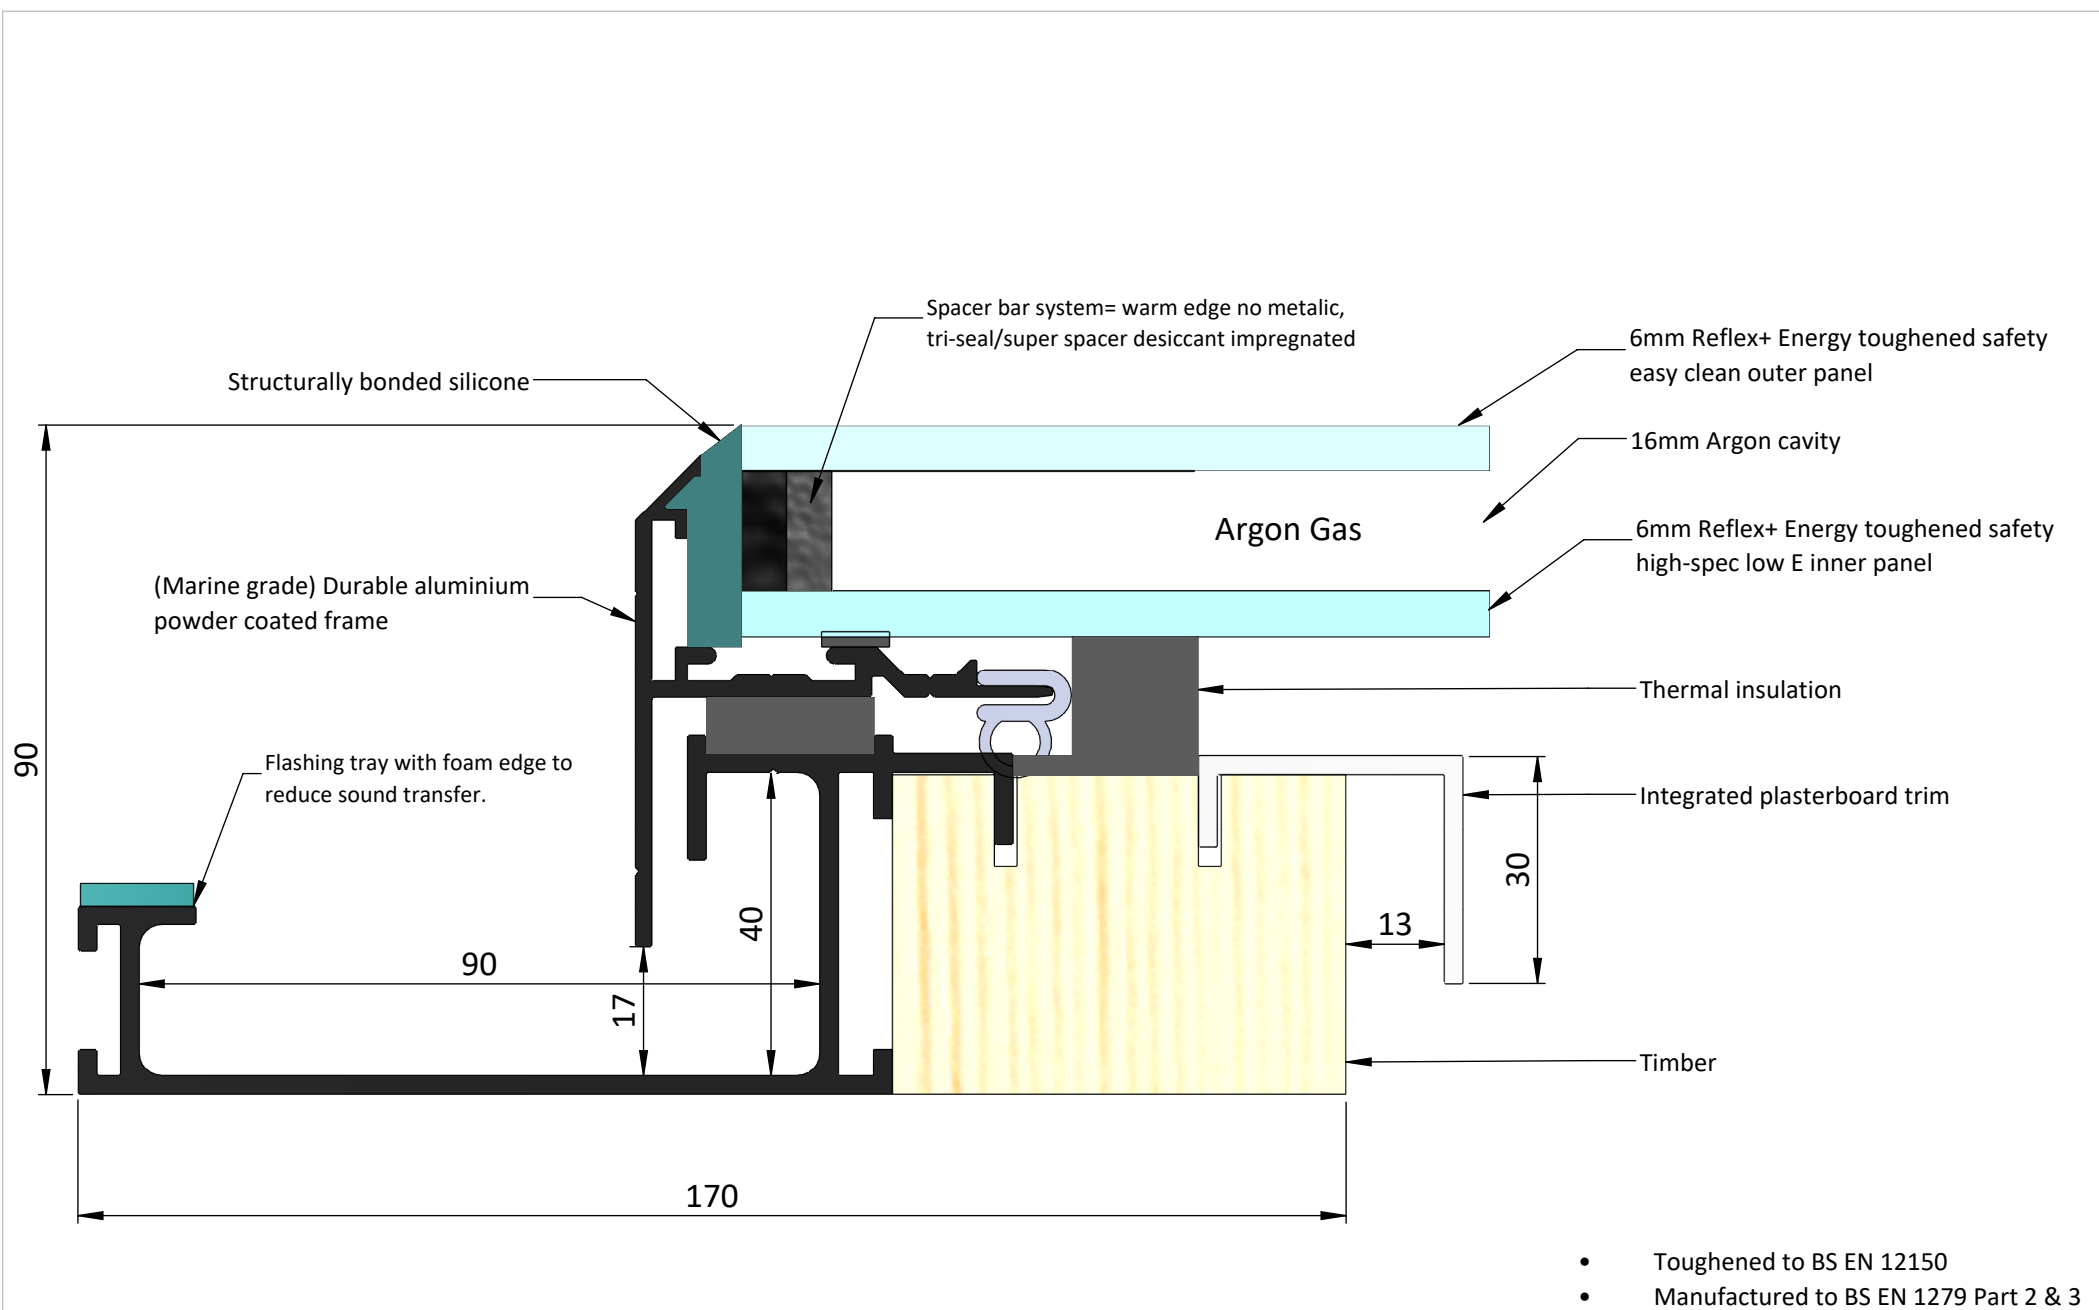 Spacer bar system= warm edge no metalic,
tri-seal/super spacer desiccant impregnated
6mm Reflex+ Energy toughened safety
easy clean outer panel
Structurally bonded silicone
16mm Argon cavity
Argon Gas
6mm Reflex+ Energy toughened safety
high-spec low E inner panel
(Marine grade) Durable aluminium
powder coated frame
Thermal insulation
90
Flashing tray with foam edge to
reduce sound transfer.
Integrated plasterboard trim
30
40
13
90
17
Timber
170
• Toughened to BS EN 12150
• Manufactured to BS EN 1279 Part 2 & 3